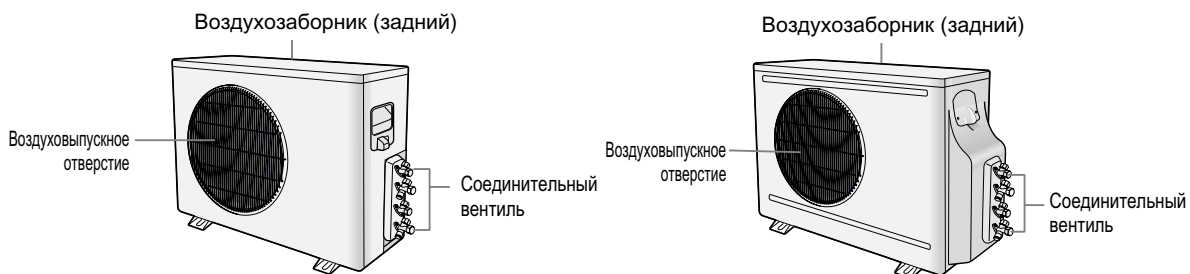 Воздухозаборник (задний)
Воздуховыпускное
отверстие
Соединительный
вентиль
Воздухозаборник (задний)
Воздуховыпускное
отверстие
Соединительный
вентиль